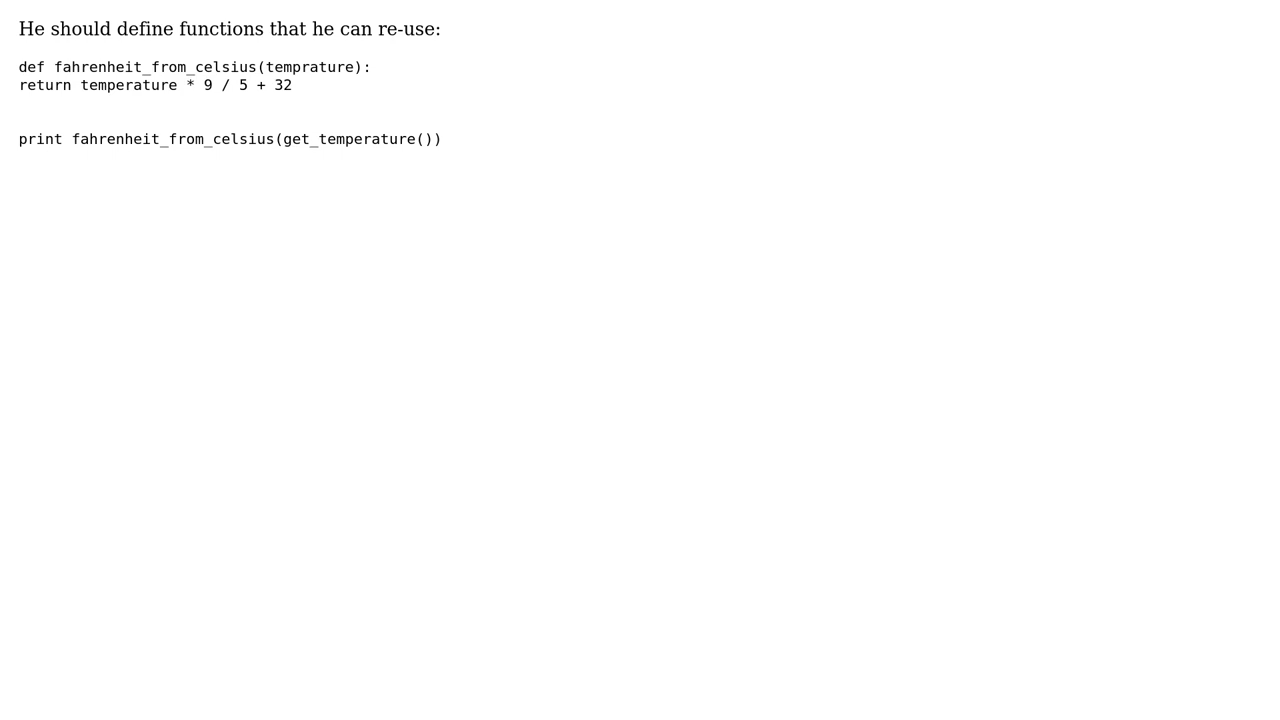 He should define functions that he can re-use:
def fahrenheit_from_celsius(temprature):
return temperature * 9 / 5 + 32
print fahrenheit_from_celsius(get_temperature())